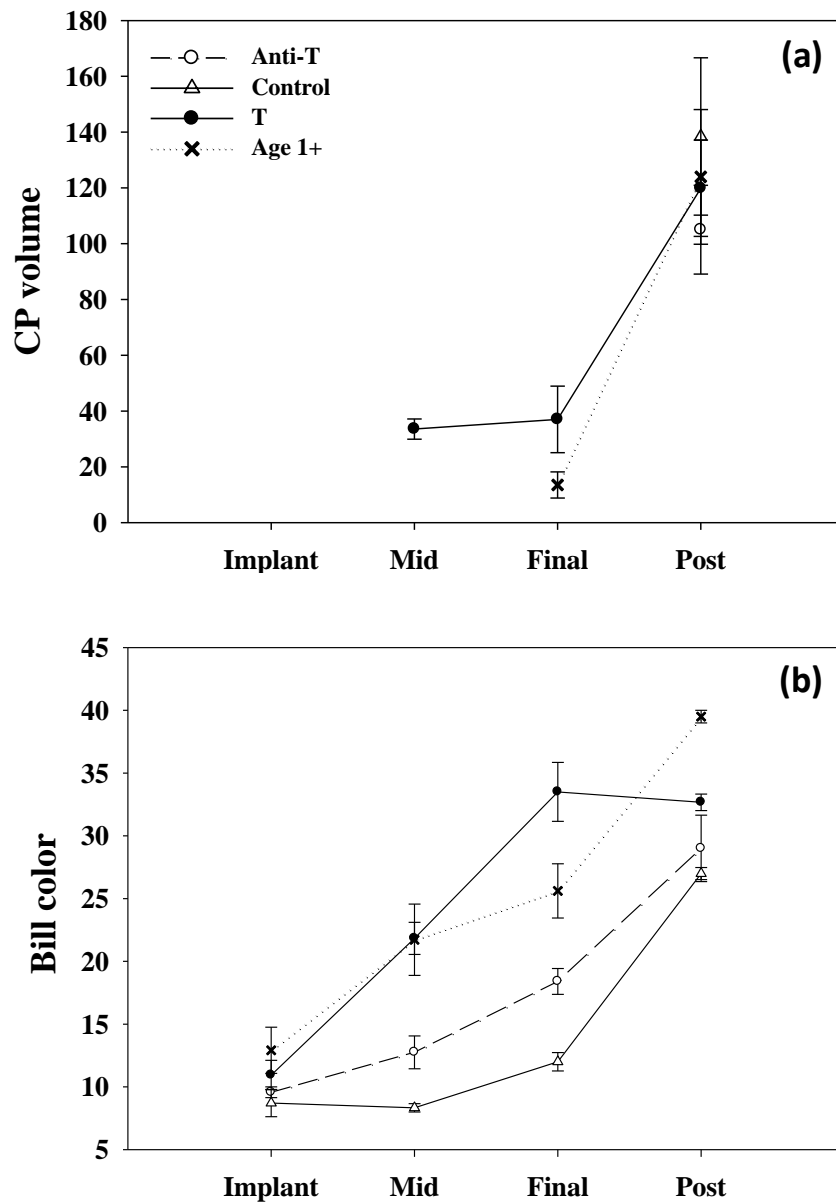 (a)
180
160
140
120
100
80
60
40
20
0
CP volume
Anti-T
Control
T
Age 1+
Implant Mid Final Post
(b)
45
40
35
30
25
20
15
10
5
Bill color
Implant Mid Final Post